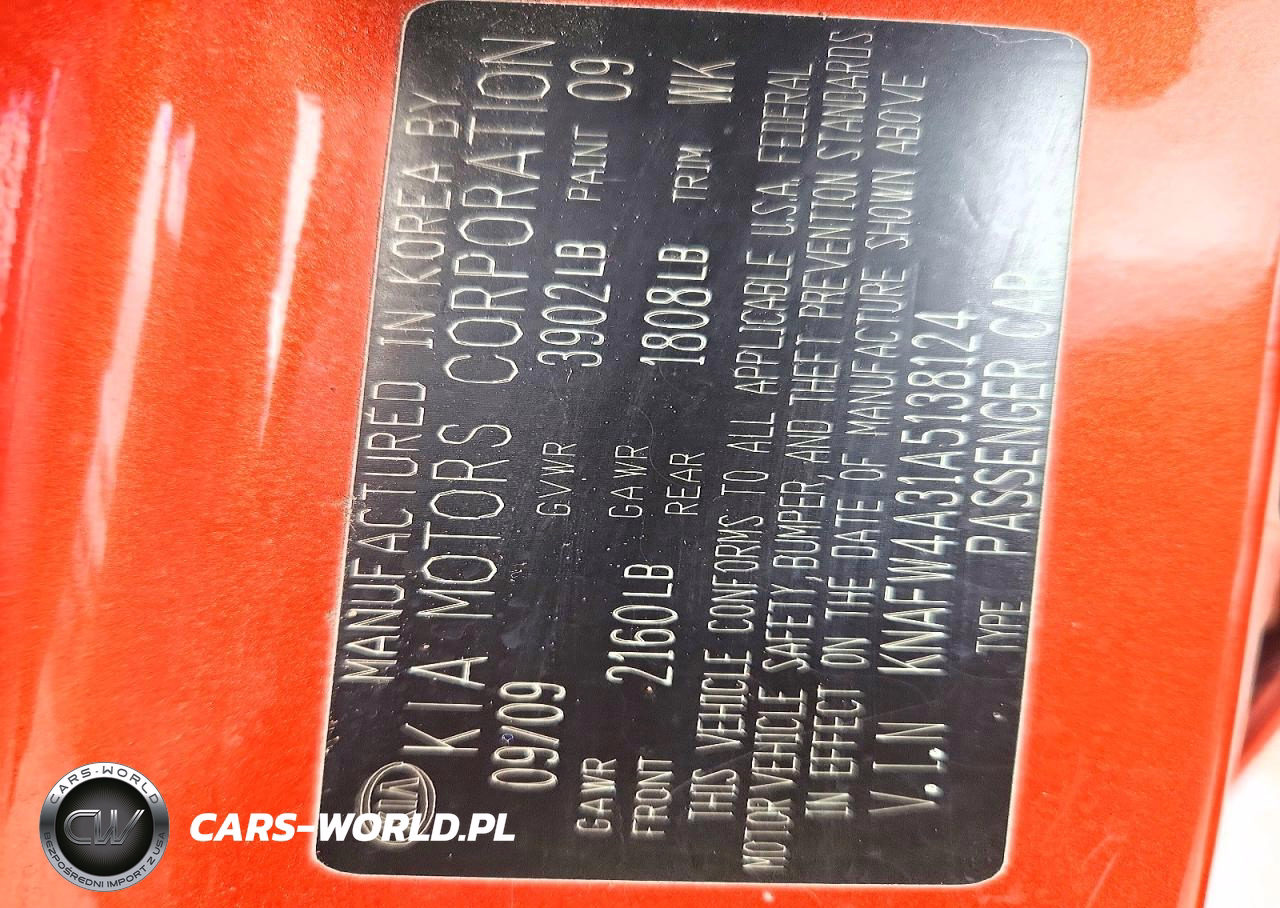 MANUFACTURED IN KOREA BY
KIA KIA MOTORS CORPORATION
09/09 GVWR 3902LB PAINT 09
GAWR FRONT 2160LB GAWR REAR 1808LB TRIM WK
THIS VEHICLE CONFORMS TO ALL APPLICABLE U.S.A. FEDERAL
MOTOR VEHICLE SAFETY, BUMPER, AND THEFT PREVENTION STANDARDS
IN EFFECT ON THE DATE OF MANUFACTURE SHOWN ABOVE
V.I.N KNAFW4A31A5138124
TYPE PASSENGER CAR
CARS-WORLD
CW
BEZPOŚREDNI IMPORT Z USA
CARS-WORLD.PL